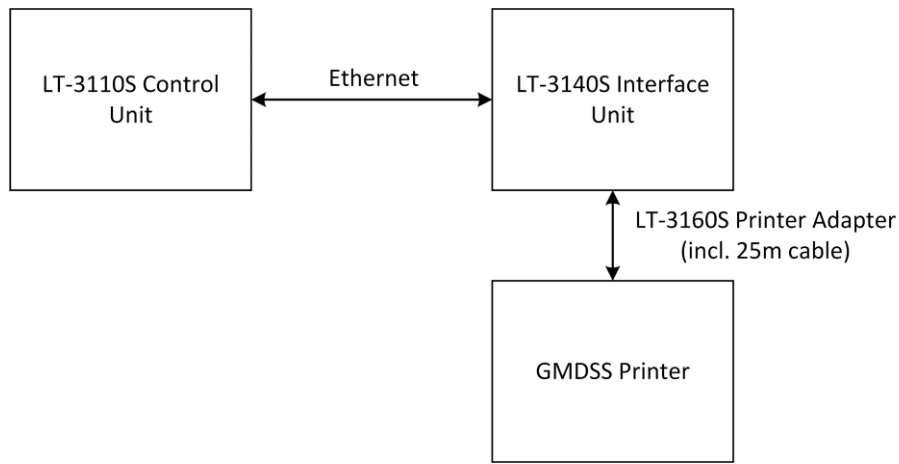 LT-3110S Control
Unit
Ethernet
LT-3140S Interface
Unit
LT-3160S Printer Adapter
(incl. 25m cable)
GMDSS Printer